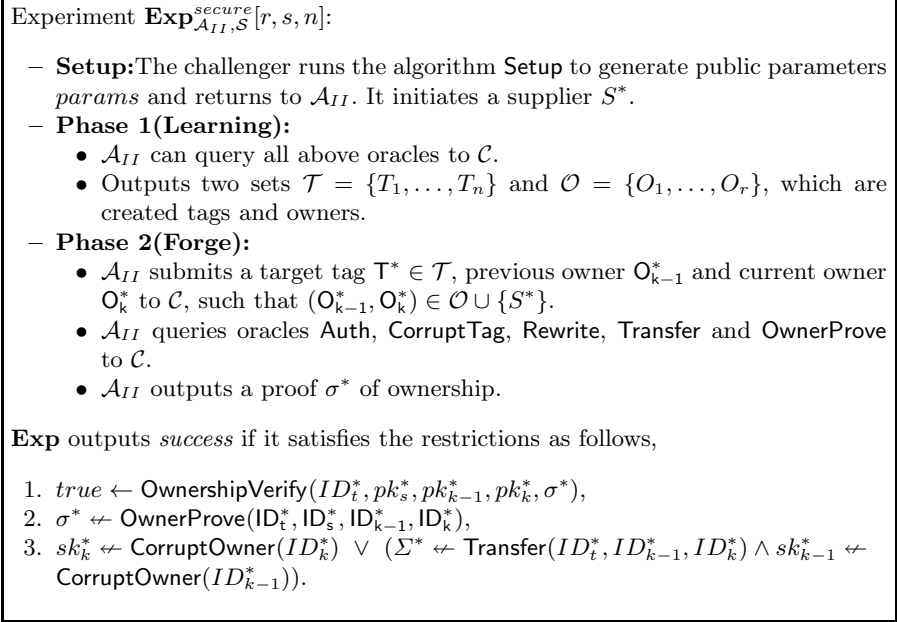 Experiment Exp^{secure}_{𝒜_{II},𝒮}[r, s, n]:
– Setup:The challenger runs the algorithm Setup to generate public parameters
params and returns to 𝒜_{II}. It initiates a supplier S*.
– Phase 1(Learning):
• 𝒜_{II} can query all above oracles to 𝒞.
• Outputs two sets 𝒯 = {T_1, . . . , T_n} and 𝒪 = {O_1, . . . , O_r}, which are
created tags and owners.
– Phase 2(Forge):
• 𝒜_{II} submits a target tag T* ∈ 𝒯, previous owner O*_{k−1} and current owner
O*_k to 𝒞, such that (O*_{k−1}, O*_k) ∈ 𝒪 ∪ {S*}.
• 𝒜_{II} queries oracles Auth, CorruptTag, Rewrite, Transfer and OwnerProve
to 𝒞.
• 𝒜_{II} outputs a proof σ* of ownership.
Exp outputs success if it satisfies the restrictions as follows,
1. true ← OwnershipVerify(ID*_t, pk*_s, pk*_{k−1}, pk*_k, σ*),
2. σ* ↚ OwnerProve(ID*_t, ID*_s, ID*_{k−1}, ID*_k),
3. sk*_k ↚ CorruptOwner(ID*_k) ∨ (Σ* ↚ Transfer(ID*_t, ID*_{k−1}, ID*_k) ∧ sk*_{k−1} ↚
CorruptOwner(ID*_{k−1})).